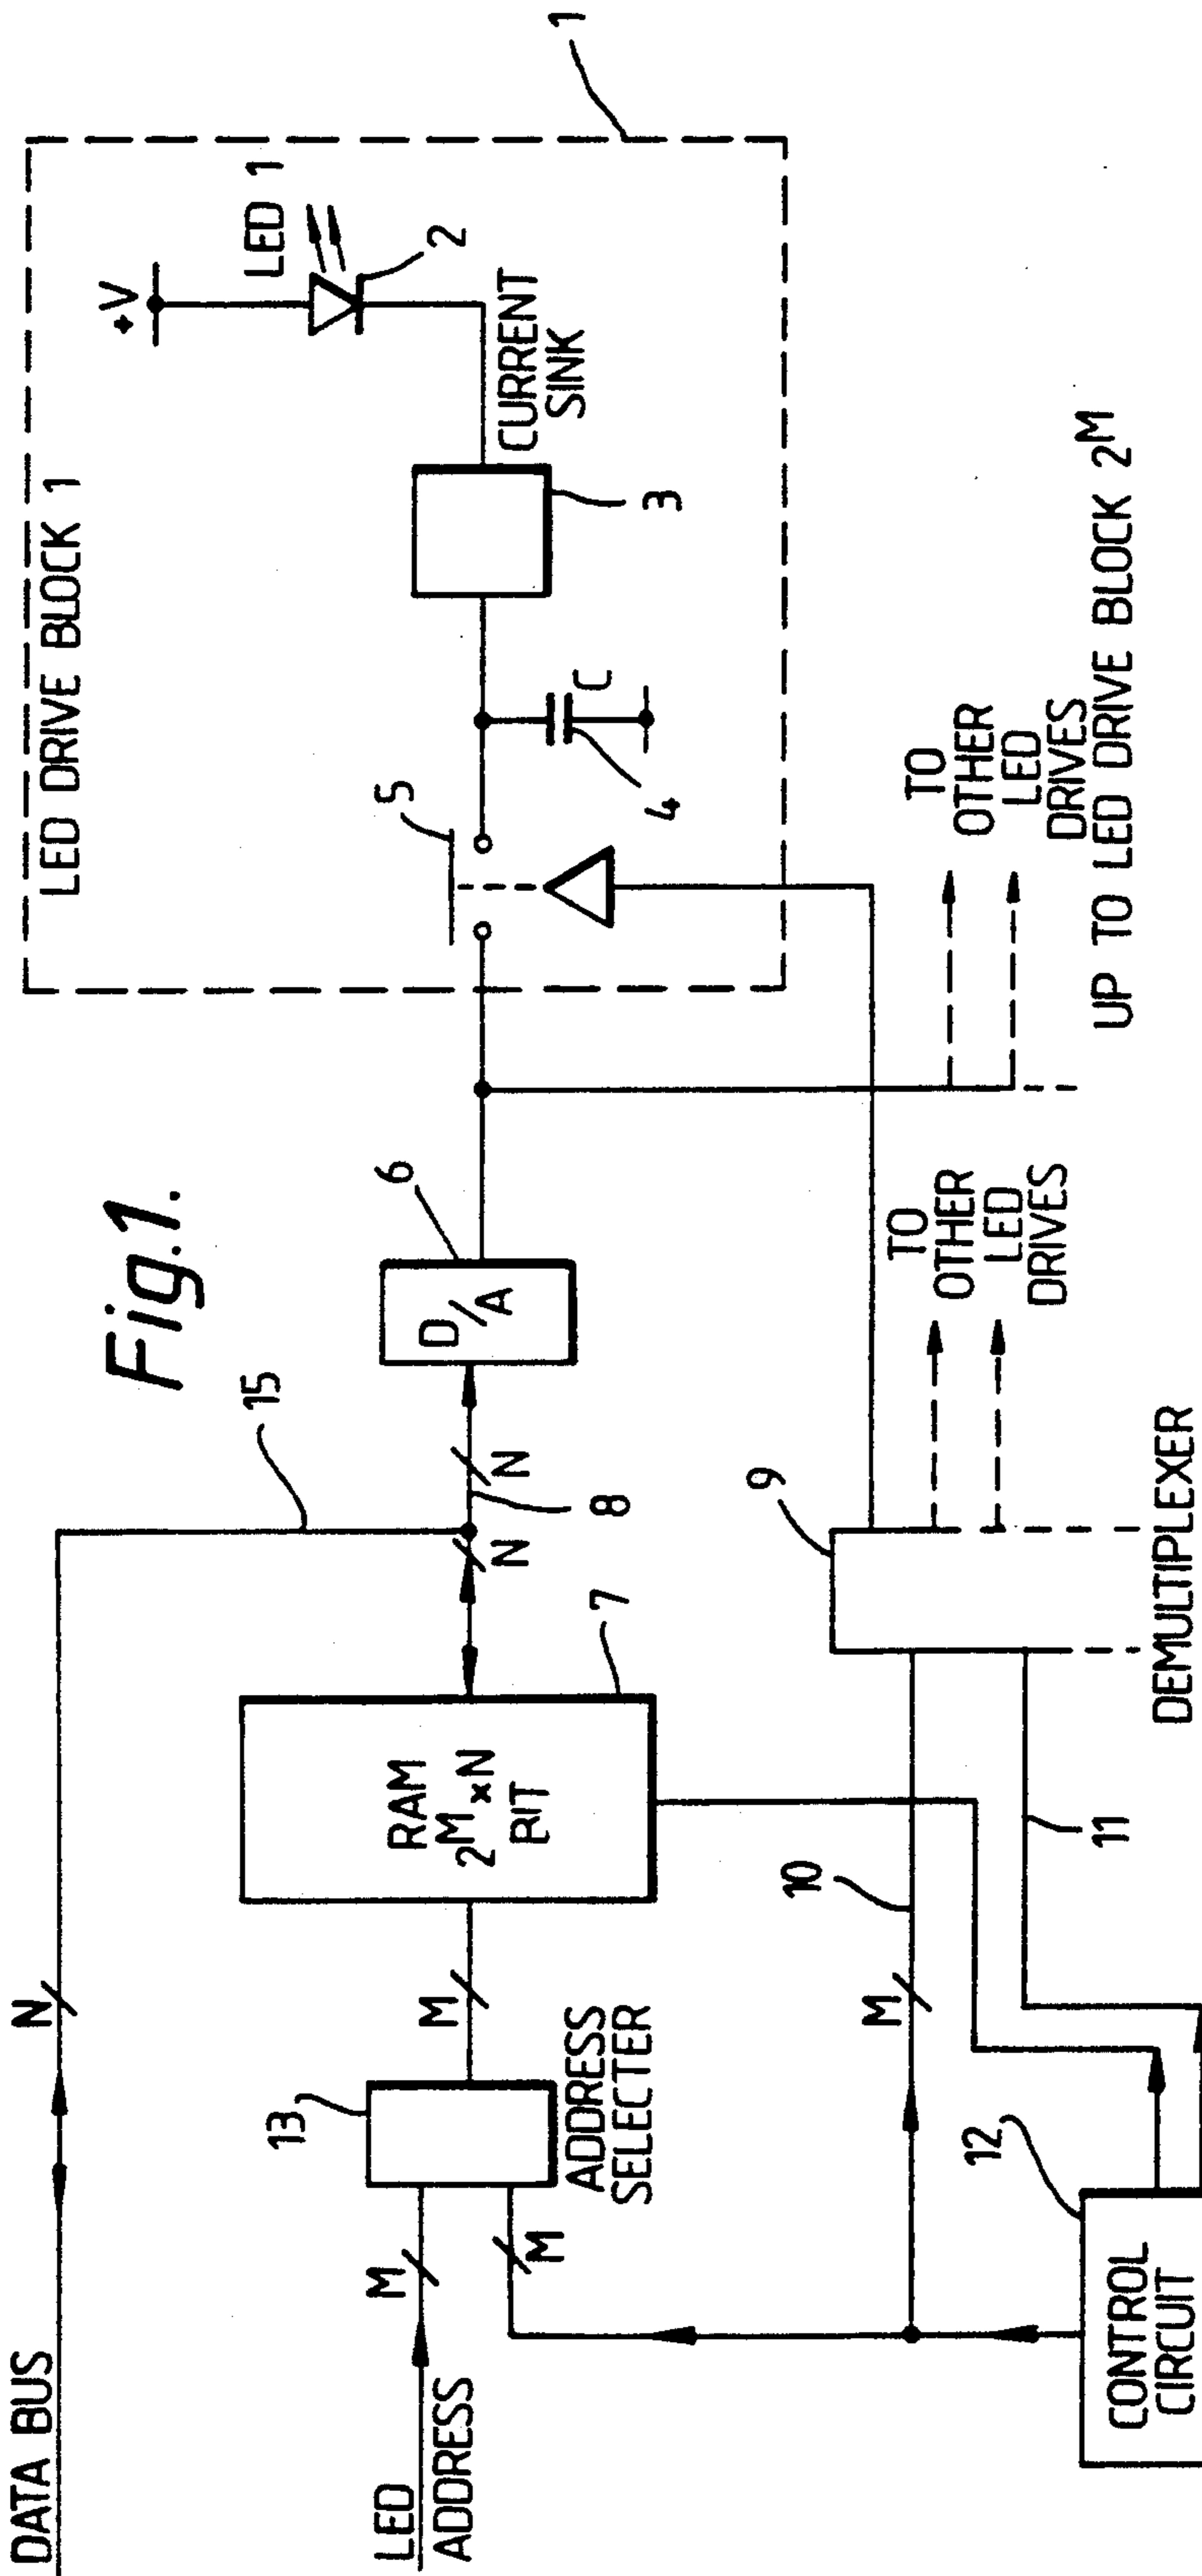 Fig.1.
DATA BUS
N
15
LED
ADDRESS
M
M
13
ADDRESS
SELECTER
M
RAM
2M ×N
BIT
7
N
8
N
D/A
6
LED DRIVE BLOCK 1
1
5
4
C
3
CURRENT
SINK
+V
LED 1
2
CONTROL
CIRCUIT
12
M
10
11
9
DEMULTIPLEXER
TO
OTHER
LED
DRIVES
TO
OTHER
LED
DRIVES
UP TO LED DRIVE BLOCK 2M